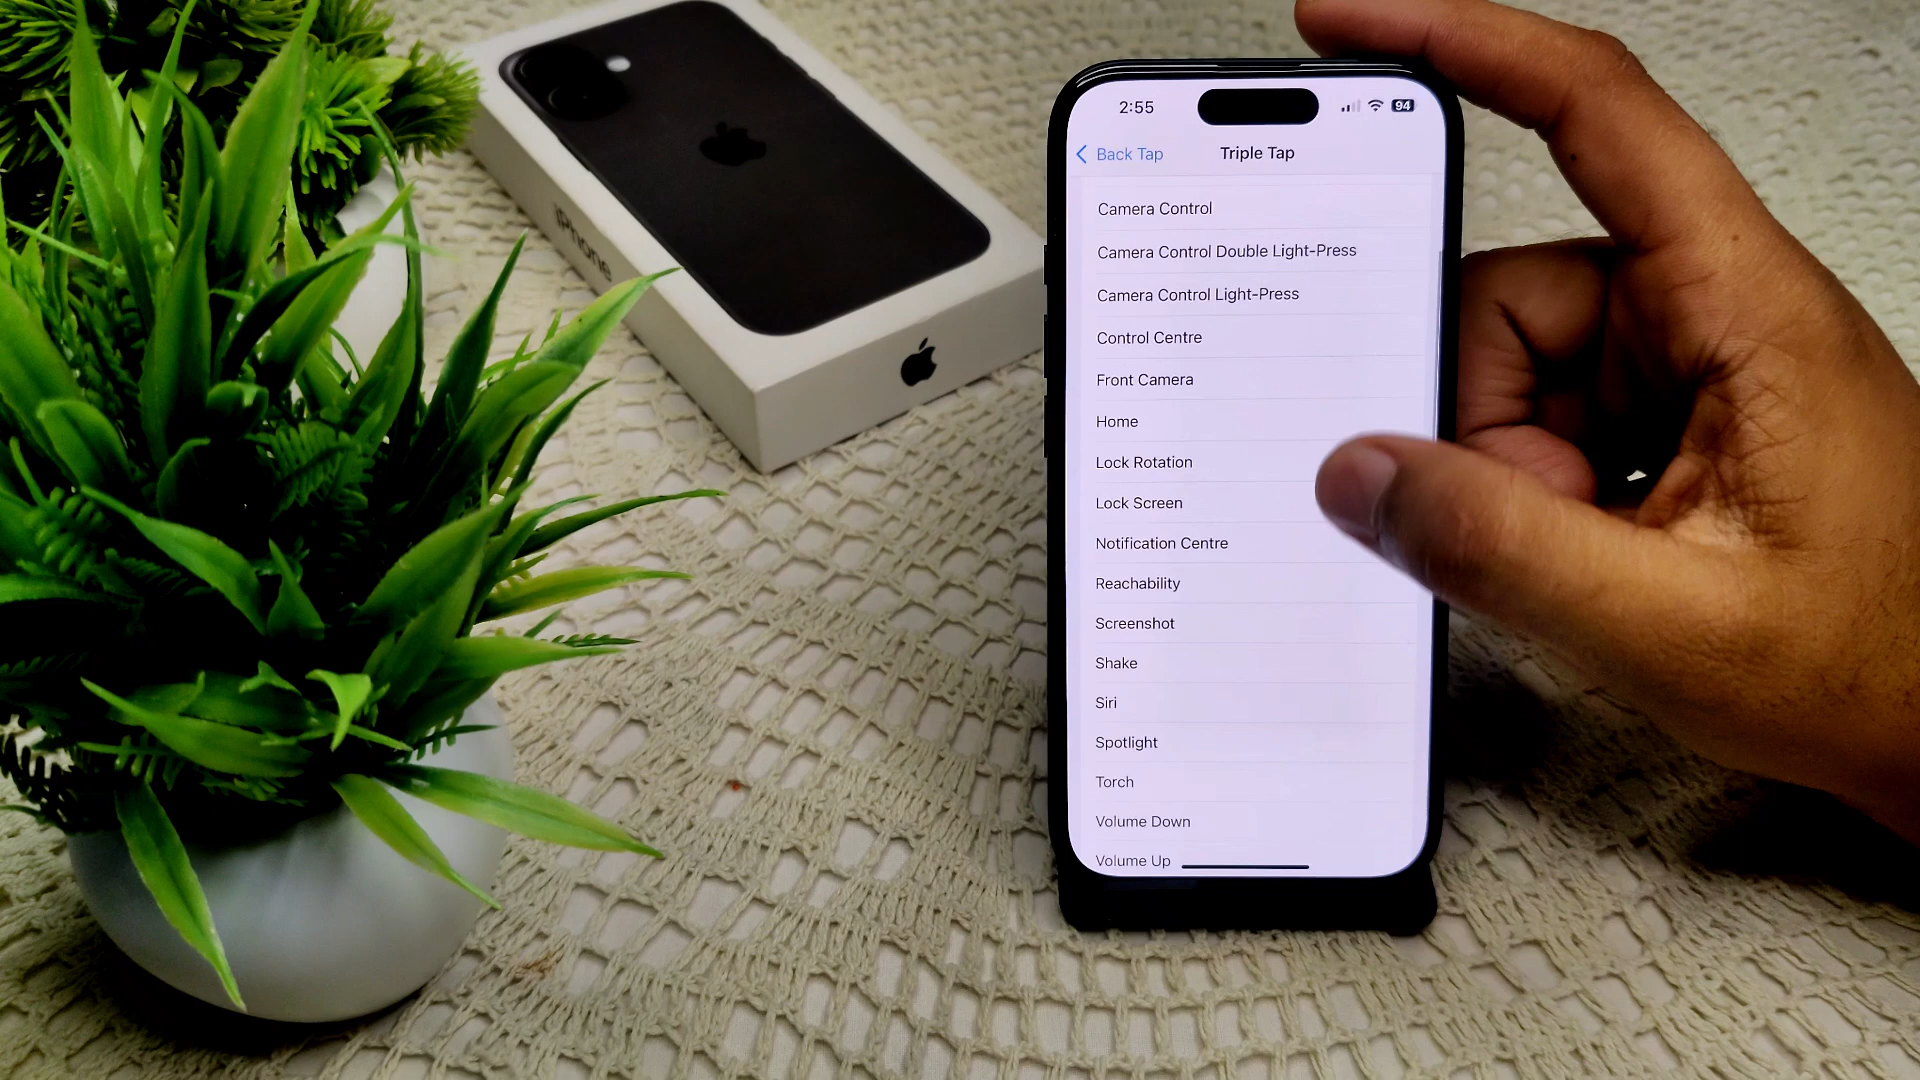 iPhone
2:55
94
Back Tap
Triple Tap
Camera Control
Camera Control Double Light-Press
Camera Control Light-Press
Control Centre
Front Camera
Home
Lock Rotation
Lock Screen
Notification Centre
Reachability
Screenshot
Shake
Siri
Spotlight
Torch
Volume Down
Volume Up